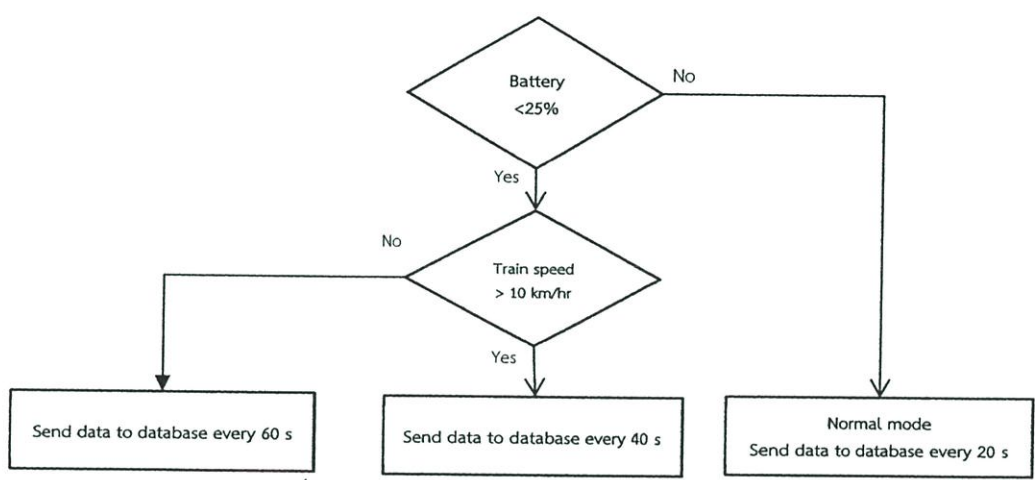 Battery
<25%
No
Yes
No
Train speed
> 10 km/hr
Yes
Send data to database every 60 s
Send data to database every 40 s
Normal mode
Send data to database every 20 s